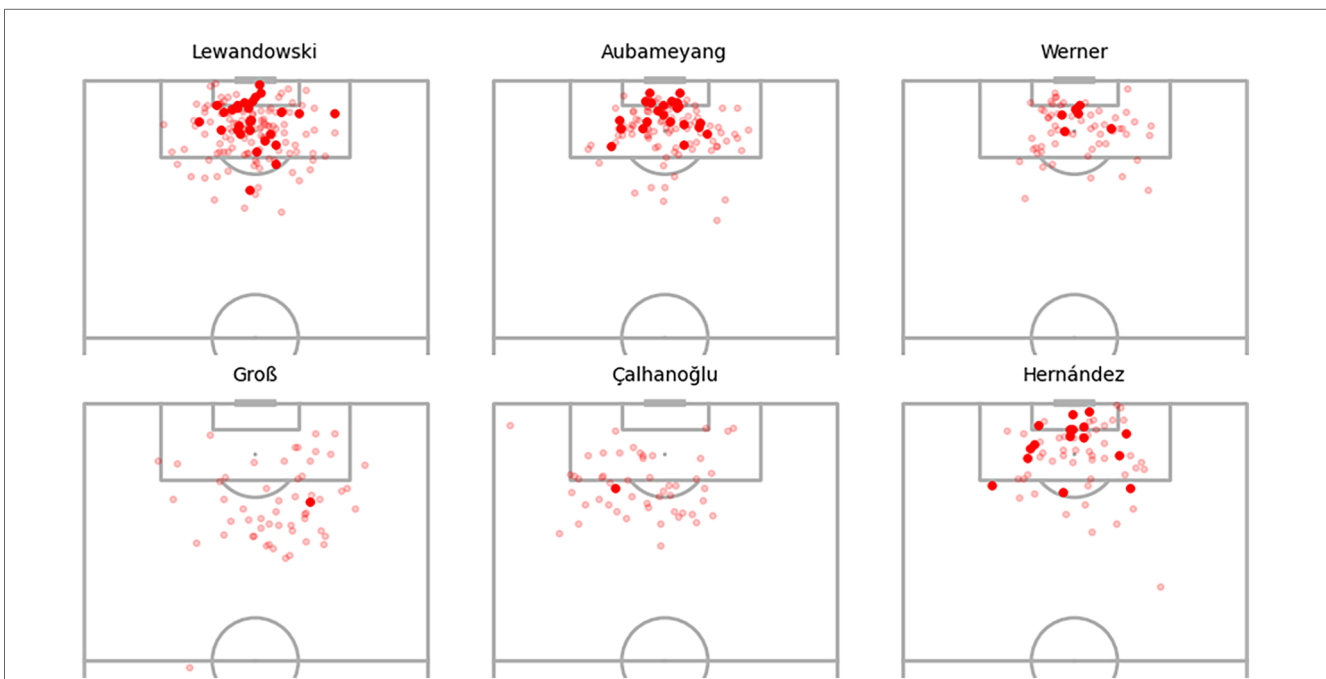 Lewandowski
Aubameyang
Werner
Groß
Çalhanoğlu
Hernández